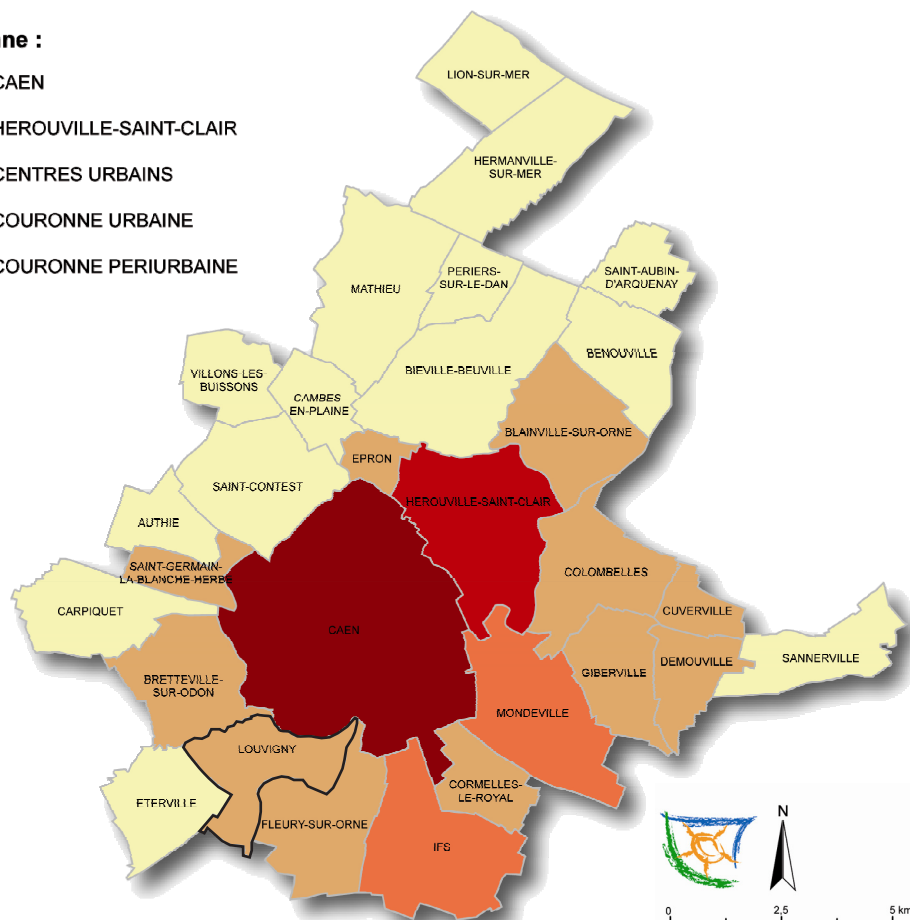 ne :
CAEN
HEROUVILLE-SAINT-CLAIR
CENTRES URBAINS
COURONNE URBAINE
COURONNE PERIURBAINE
LION-SUR-MER
HERMANVILLE-
SUR-MER
MATHIEU
PERIERS-
SUR-LE-DAN
SAINT-AUBIN-
D'ARQUENAY
BENOUVILLE
VILLONS-LES
BUISSONS
CAMBES
EN-PLAINE
BIEVILLE-BEUVILLE
BLAINVILLE-SUR-ORNE
EPRON
SAINT-CONTEST
HEROUVILLE-SAINT-CLAIR
AUTHIE
SAINT-GERMAIN-
LA-BLANCHE-HERBE
COLOMBELLES
CARPIQUET
CUVERVILLE
CAEN
DEMOUVILLE
SANNERVILLE
GIBERVILLE
BRETTEVILLE-
SUR-ODON
MONDEVILLE
LOUVIGNY
CORMELLES-
LE-ROYAL
ETERVILLE
FLEURY-SUR-ORNE
IFS
N
0 2,5 5 km